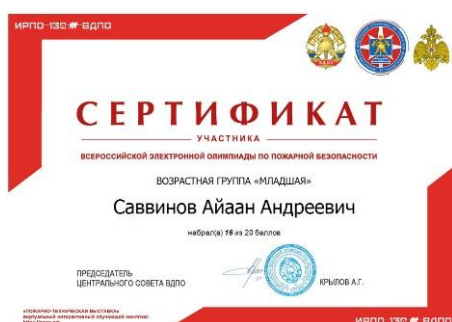 ИРПО-130 ВДПО
СЕРТИФИКАТ
УЧАСТНИКА
ВСЕРОССИЙСКОЙ ЭЛЕКТРОННОЙ ОЛИМПИАДЫ ПО ПОЖАРНОЙ БЕЗОПАСНОСТИ
ВОЗРАСТНАЯ ГРУППА «МЛАДШАЯ»
Саввинов Айаан Андреевич
набрал(а) 16 из 20 баллов
ПРЕДСЕДАТЕЛЬ
ЦЕНТРАЛЬНОГО СОВЕТА ВДПО
КРЫЛОВ А.Г.
«ПОЖАРНО-ТЕХНИЧЕСКАЯ ВЫСТАВКА»
виртуальный интерактивный обучающий комплекс
ИРПО-130 ВДПО